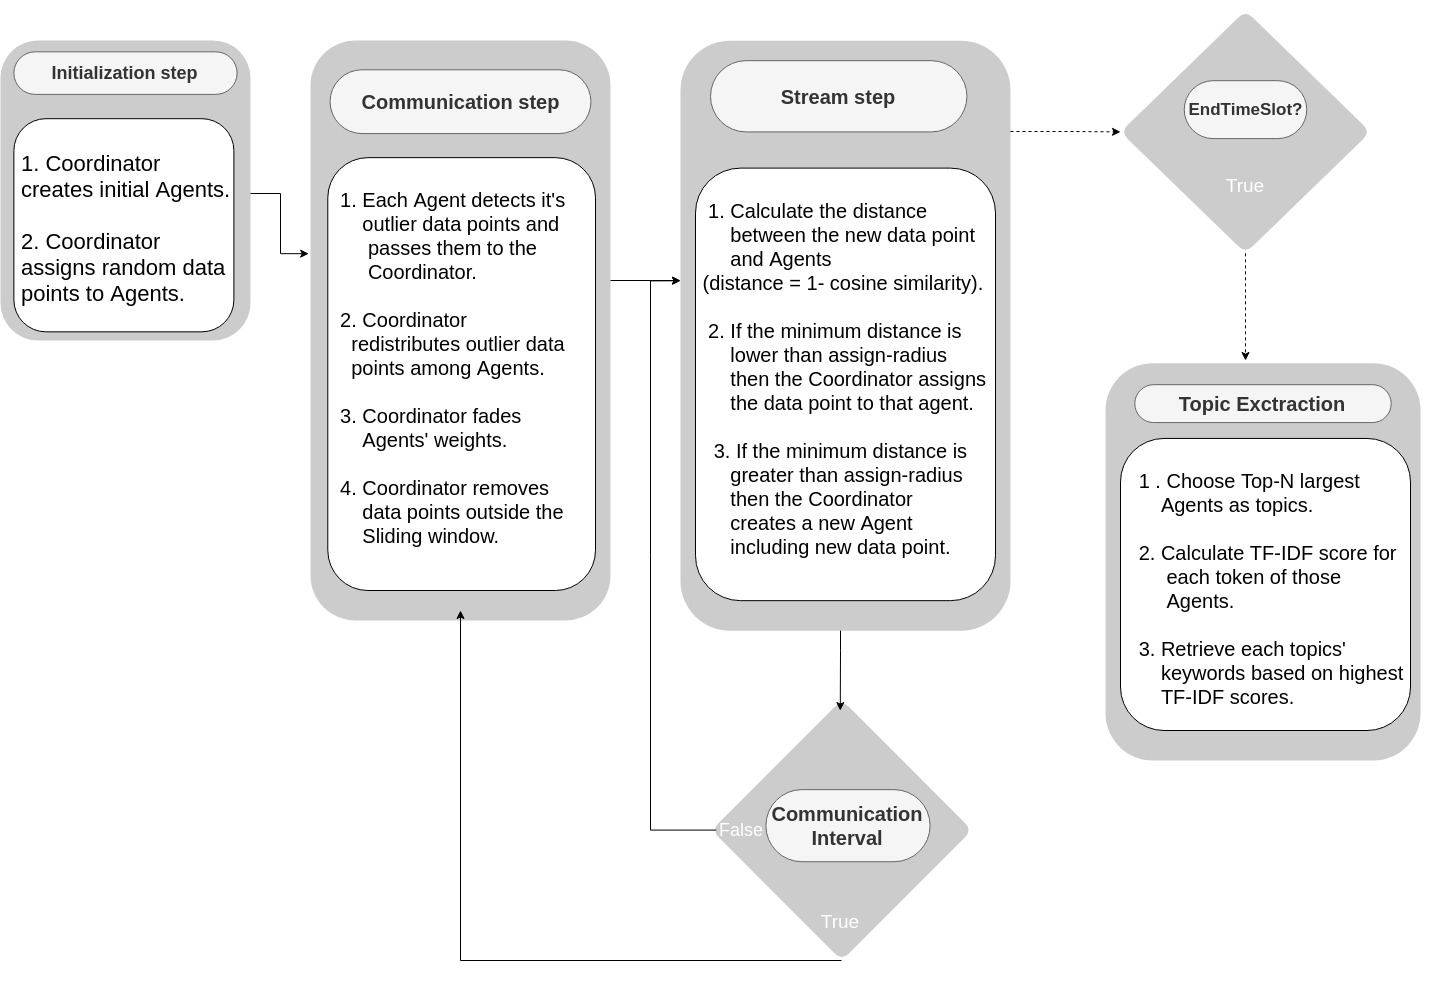 Initialization step
1. Coordinator
creates initial Agents.
2. Coordinator
assigns random data
points to Agents.
Communication step
1. Each Agent detects it's
outlier data points and
passes them to the
Coordinator.
2. Coordinator
redistributes outlier data
points among Agents.
3. Coordinator fades
Agents' weights.
4. Coordinator removes
data points outside the
Sliding window.
Stream step
1. Calculate the distance
between the new data point
and Agents
(distance = 1- cosine similarity).
2. If the minimum distance is
lower than assign-radius
then the Coordinator assigns
the data point to that agent.
3. If the minimum distance is
greater than assign-radius
then the Coordinator
creates a new Agent
including new data point.
EndTimeSlot?
True
Topic Exctraction
1 . Choose Top-N largest
Agents as topics.
2. Calculate TF-IDF score for
each token of those
Agents.
3. Retrieve each topics'
keywords based on highest
TF-IDF scores.
Communication
Interval
False
True